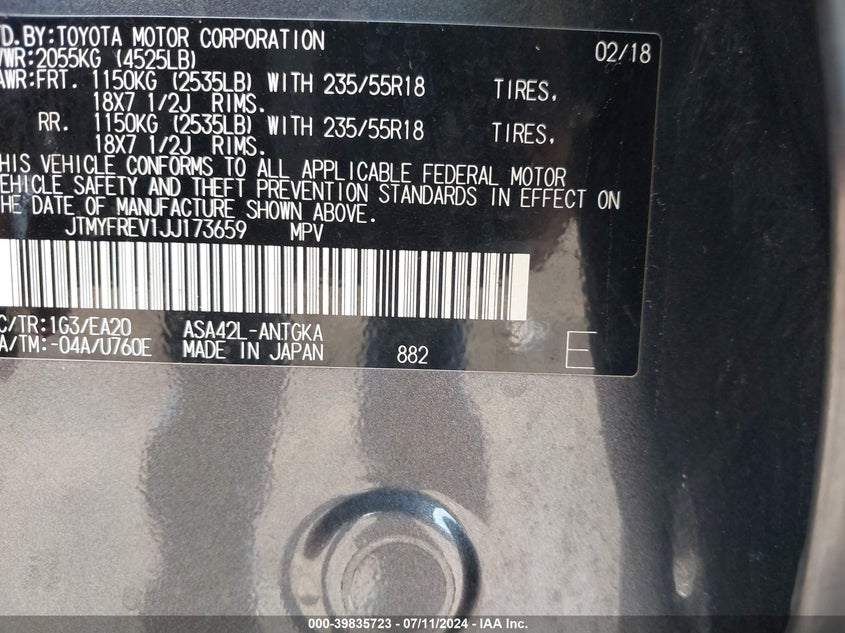 D.BY:TOYOTA MOTOR CORPORATION 02/18
VWR:2055KG (4525LB)
AWR:FRT. 1150KG (2535LB) WITH 235/55R18 TIRES,
18X7 1/2J RIMS.
RR. 1150KG (2535LB) WITH 235/55R18 TIRES,
18X7 1/2J RIMS.
HIS VEHICLE CONFORMS TO ALL APPLICABLE FEDERAL MOTOR
EHICLE SAFETY AND THEFT PREVENTION STANDARDS IN EFFECT ON
HE DATE OF MANUFACTURE SHOWN ABOVE.
JTMYFREV1JJ173659 MPV
C/TR:1G3/EA20 ASA42L-ANTGKA
A/TM:-04A/U760E MADE IN JAPAN 882 E
000-39835723 - 07/11/2024 - IAA Inc.